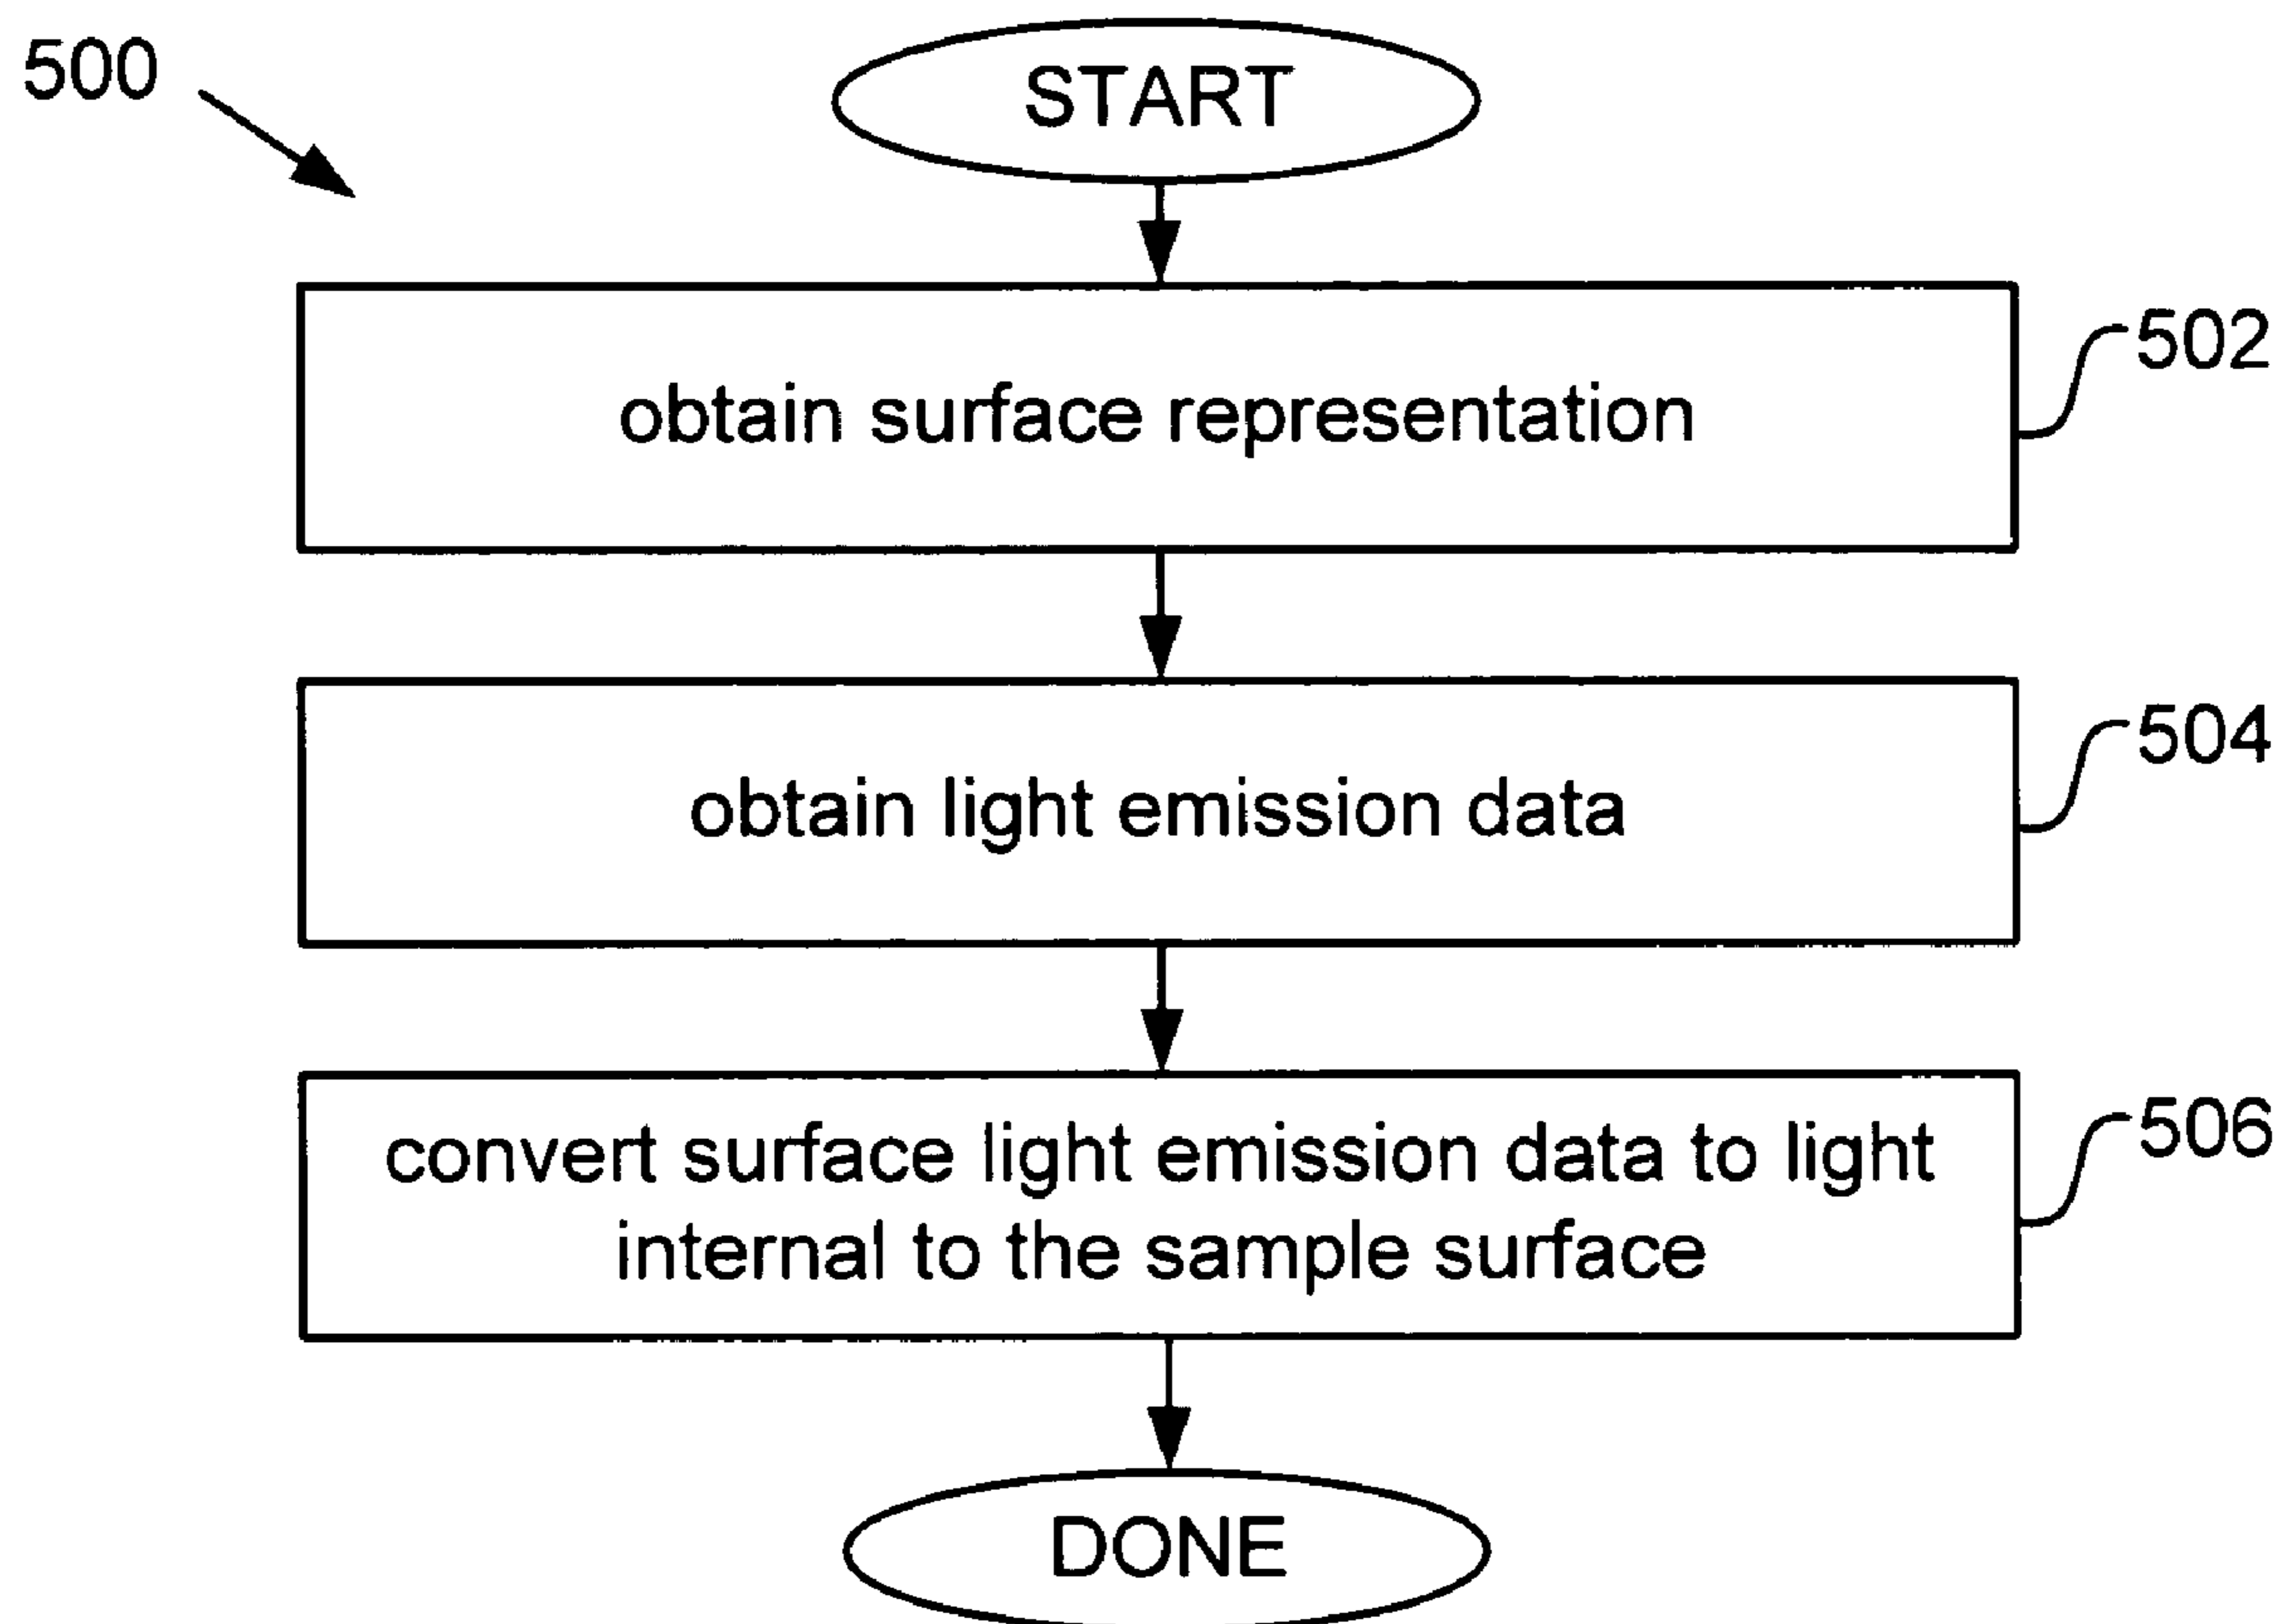 500
START
obtain surface representation
502
obtain light emission data
504
convert surface light emission data to light
internal to the sample surface
506
DONE